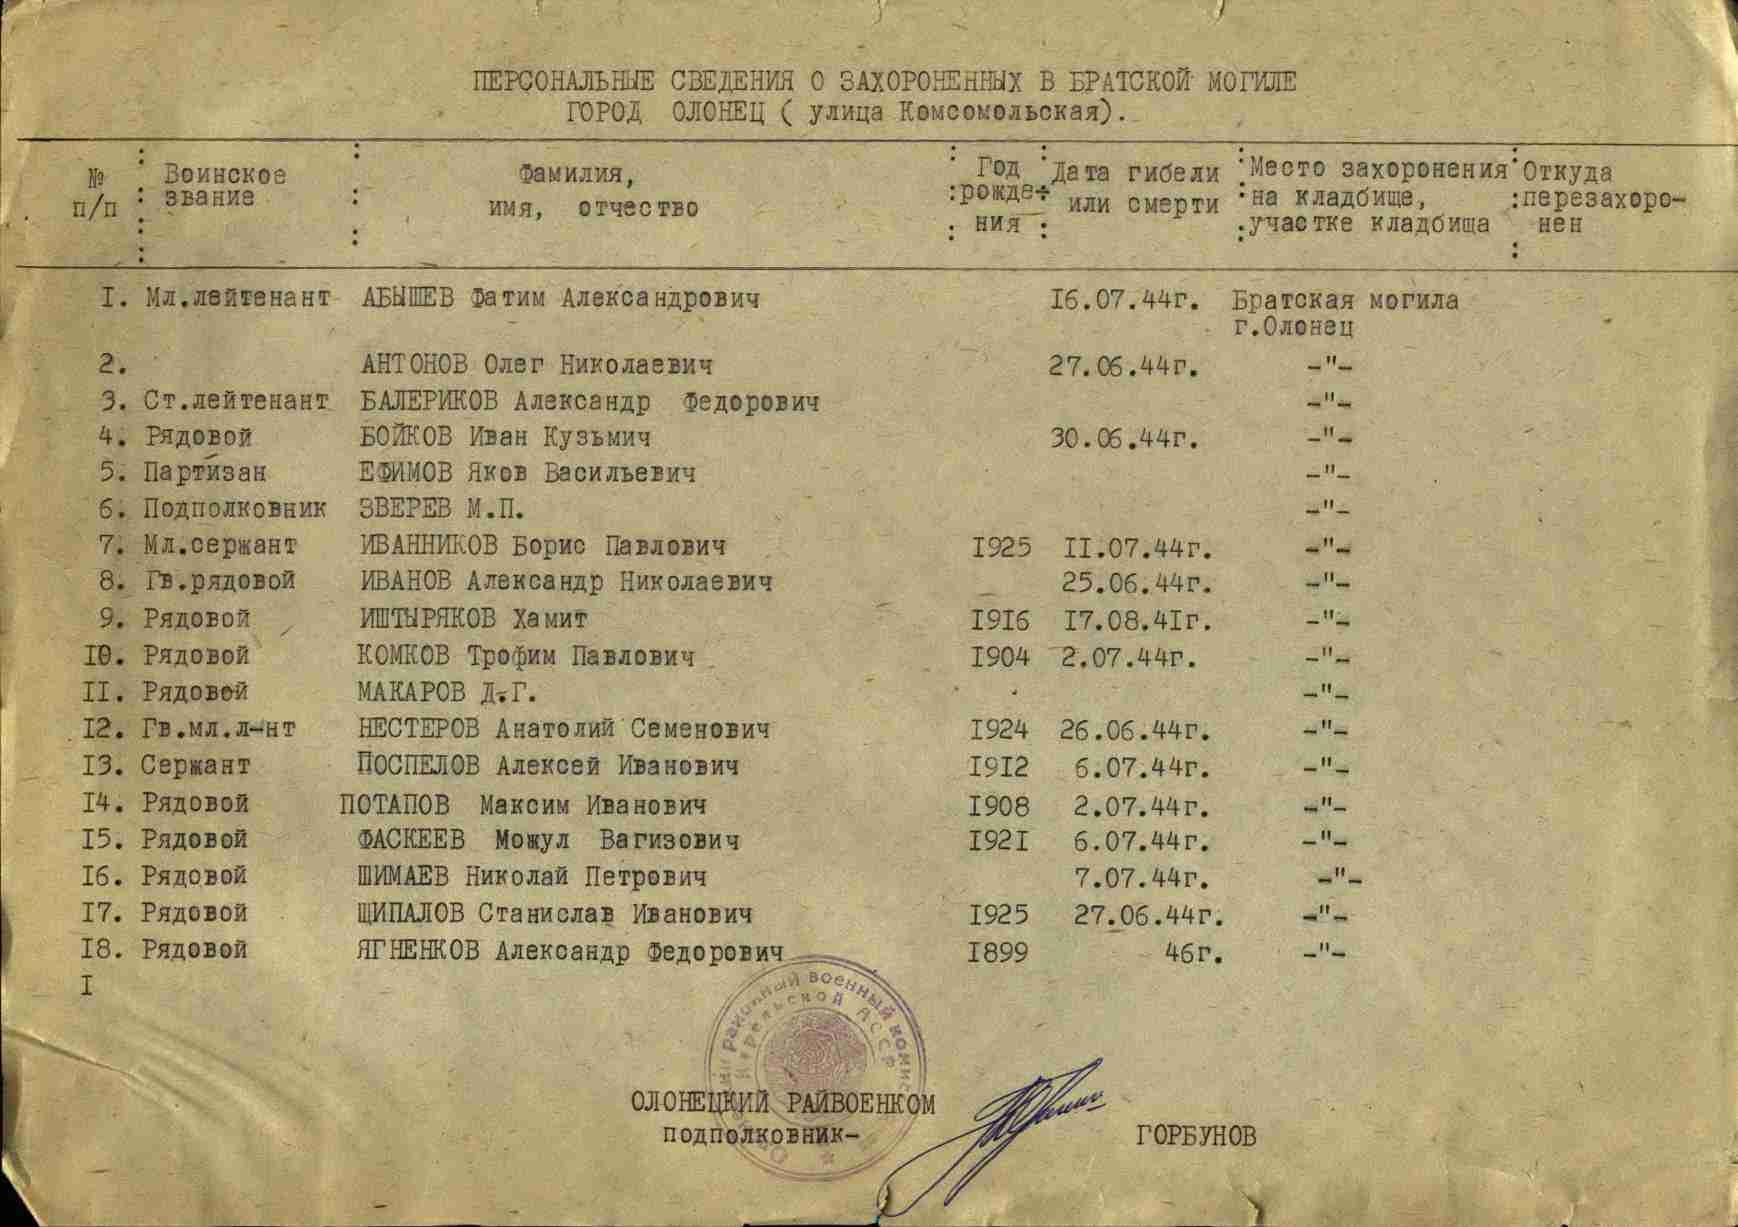 ПЕРСОНАЛЬНЫЕ СВЕДЕНИЯ О ЗАХОРОНЕННЫХ В БРАТСКОЙ МОГИЛЕ
ГОРОД ОЛОНЕЦ ( улица Комсомольская).
№ п/п : Воинское звание : Фамилия, имя, отчество : Год рожде- ния : Дата гибели или смерти : Место захоронения на кладбище, участке кладбища : Откуда перезахоро- нен
I. Мл.лейтенант АБЫШЕВ Фатим Александрович 16.07.44г. Братская могила
г.Олонец
2. АНТОНОВ Олег Николаевич 27.06.44г. -"-
3. Ст.лейтенант БАЛЕРИКОВ Александр Федорович -"-
4. Рядовой БОЙКОВ Иван Кузьмич 30.06.44г. -"-
5. Партизан ЕФИМОВ Яков Васильевич -"-
6. Подполковник ЗВЕРЕВ М.П. -"-
7. Мл.сержант ИВАННИКОВ Борис Павлович I925 II.07.44г. -"-
8. Гв.рядовой ИВАНОВ Александр Николаевич 25.06.44г. -"-
9. Рядовой ИШТЫРЯКОВ Хамит I9I6 I7.08.4Iг. -"-
I0. Рядовой КОМКОВ Трофим Павлович I904 2.07.44г. -"-
II. Рядовой МАКАРОВ Д.Г. -"-
I2. Гв.мл.л-нт НЕСТЕРОВ Анатолий Семенович I924 26.06.44г. -"-
I3. Сержант ПОСПЕЛОВ Алексей Иванович I9I2 6.07.44г. -"-
I4. Рядовой ПОТАПОВ Максим Иванович I908 2.07.44г. -"-
I5. Рядовой ФАСКЕЕВ Можул Вагизович I92I 6.07.44г. -"-
I6. Рядовой ШИМАЕВ Николай Петрович 7.07.44г. -"-
I7. Рядовой ЩИПАЛОВ Станислав Иванович I925 27.06.44г. -"-
I8. Рядовой ЯГНЕНКОВ Александр Федорович I899 46г. -"-
I
районный военный
Карельской АССР
ОЛОНЕЦКИЙ РАЙВОЕНКОМ
подполковник- ГОРБУНОВ